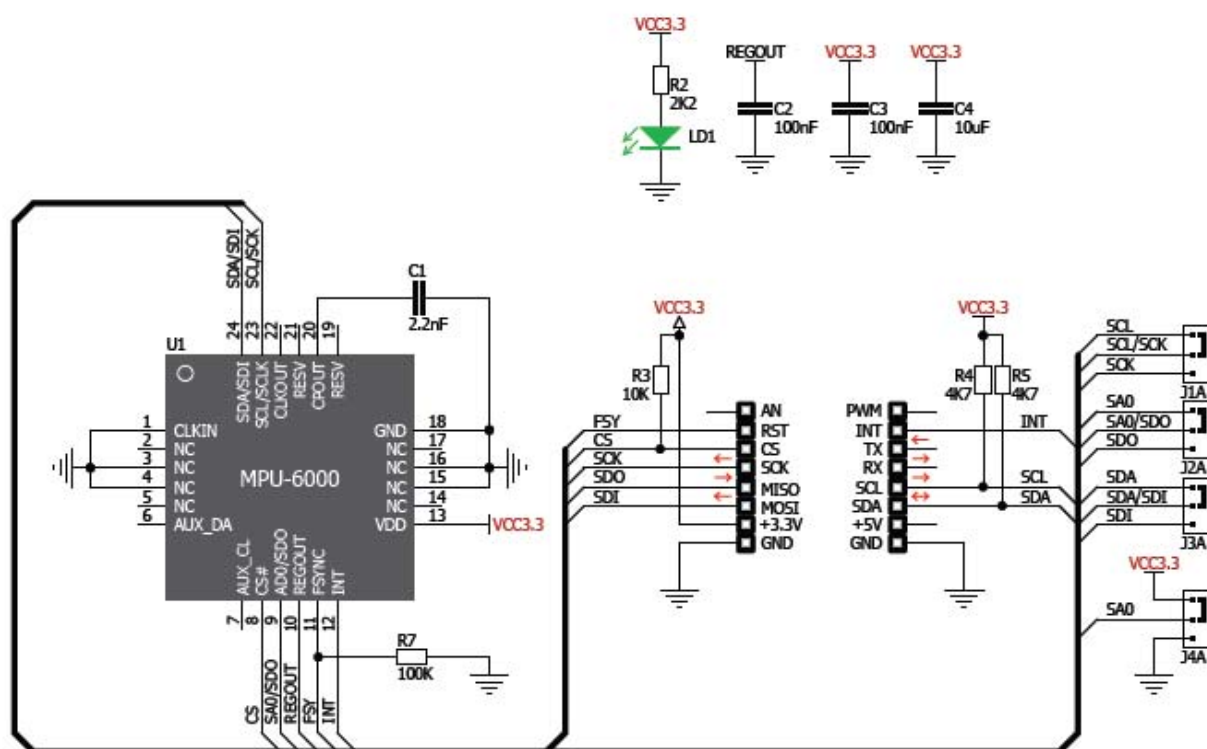 VCC3.3
R2
2K2
LD1
REGOUT
C2
100nF
VCC3.3
C3
100nF
VCC3.3
C4
10uF
SDA/SDI
SCL/SCK
C1
2.2nF
24
23
22
21
20
19
U1
SDA/SDI
SCL/SCLK
CLKOUT
RESV
CPOUT
RESV
1 CLKIN
2 NC
3 NC
4 NC
5 NC
6 AUX_DA
MPU-6000
GND 18
NC 17
NC 16
NC 15
NC 14
VDD 13
VCC3.3
AUX_CL
CS#
AD0/SDO
REGOUT
FSYNC
INT
7
8
9
10
11
12
R7
100K
CS
SA0/SDO
REGOUT
FSY
INT
VCC3.3
R3
10K
FSY
CS
SCK
SDO
SDI
AN
RST
CS
SCK
MISO
MOSI
+3.3V
GND
VCC3.3
R4
4K7
R5
4K7
PWM
INT
TX
RX
SCL
SDA
+5V
GND
INT
SCL
SDA
SCL
SCL/SCK
SCK
J1A
SA0
SA0/SDO
SDO
J2A
SDA
SDA/SDI
SDI
J3A
VCC3.3
SA0
J4A